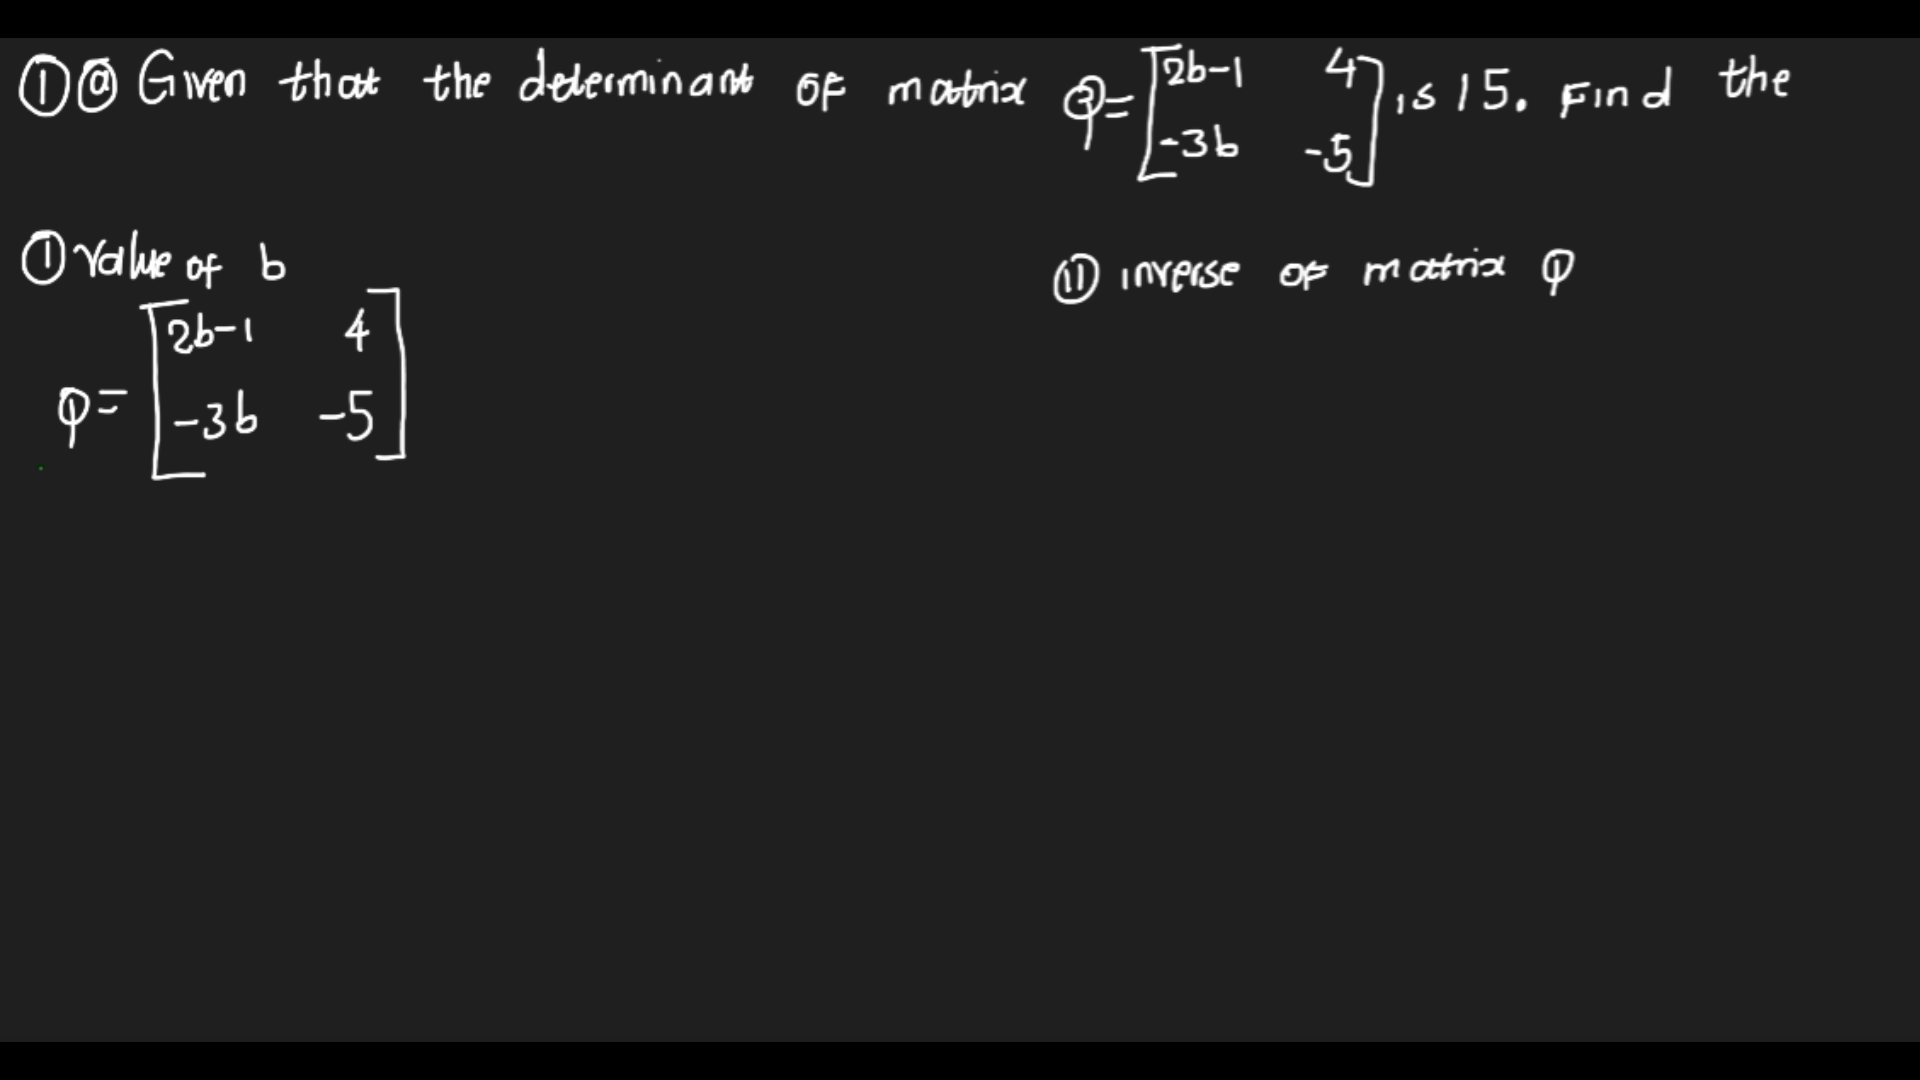 ① ⓐ Given that the determinant of matrix Q = [2b-1 4
-3b -5] is 15. Find the
① value of b
⑪ inverse of matrix Q
Q = [2b-1 4
-3b -5]